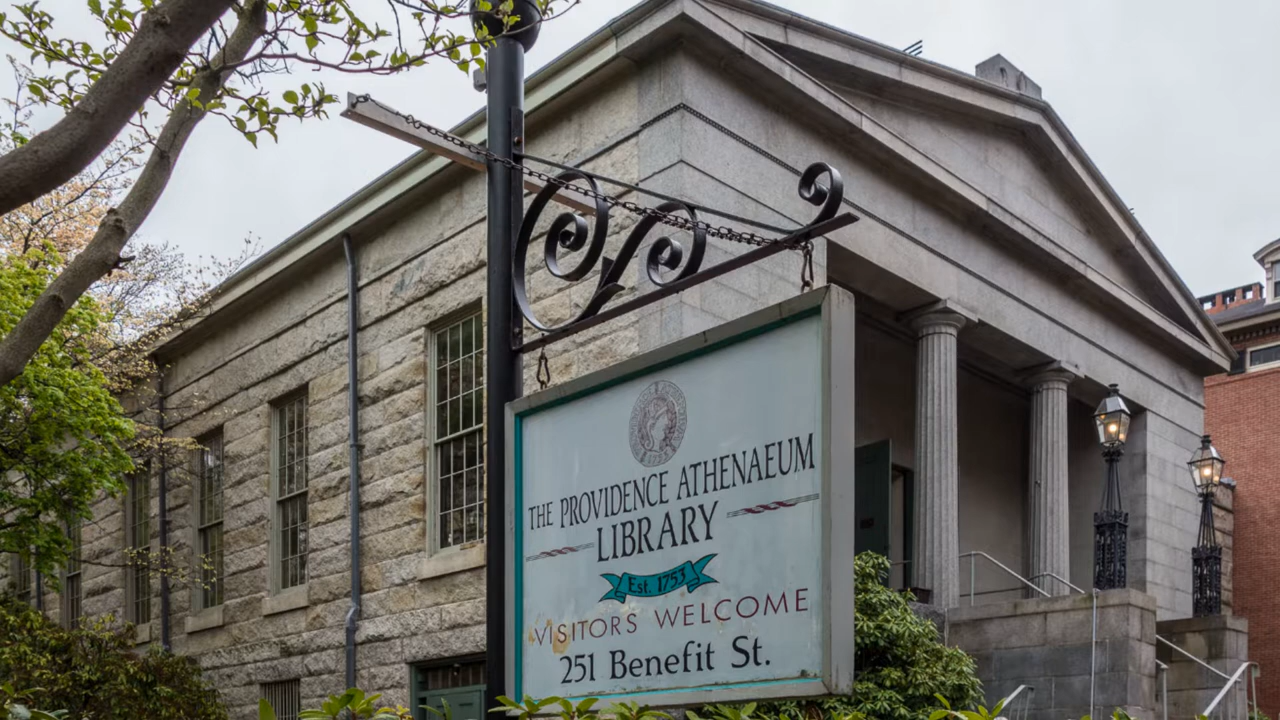 THE PROVIDENCE ATHENAEUM
LIBRARY
Est. 1753
VISITORS WELCOME
251 Benefit St.